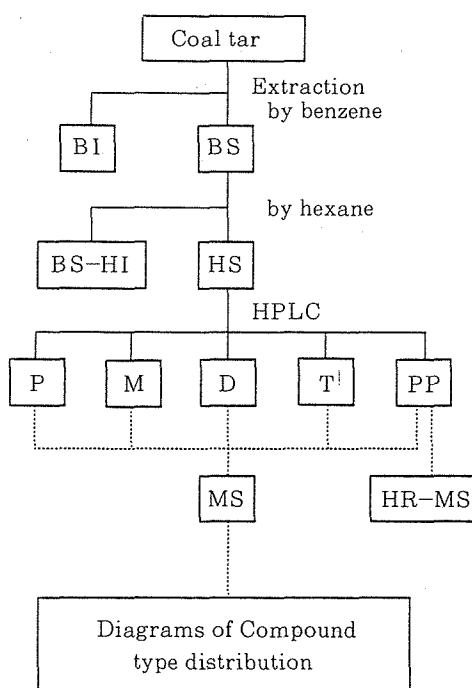 Coal tar
Extraction
by benzene
BI
BS
by hexane
BS-HI
HS
HPLC
P
M
D
T
PP
MS
HR-MS
Diagrams of Compound
type distribution